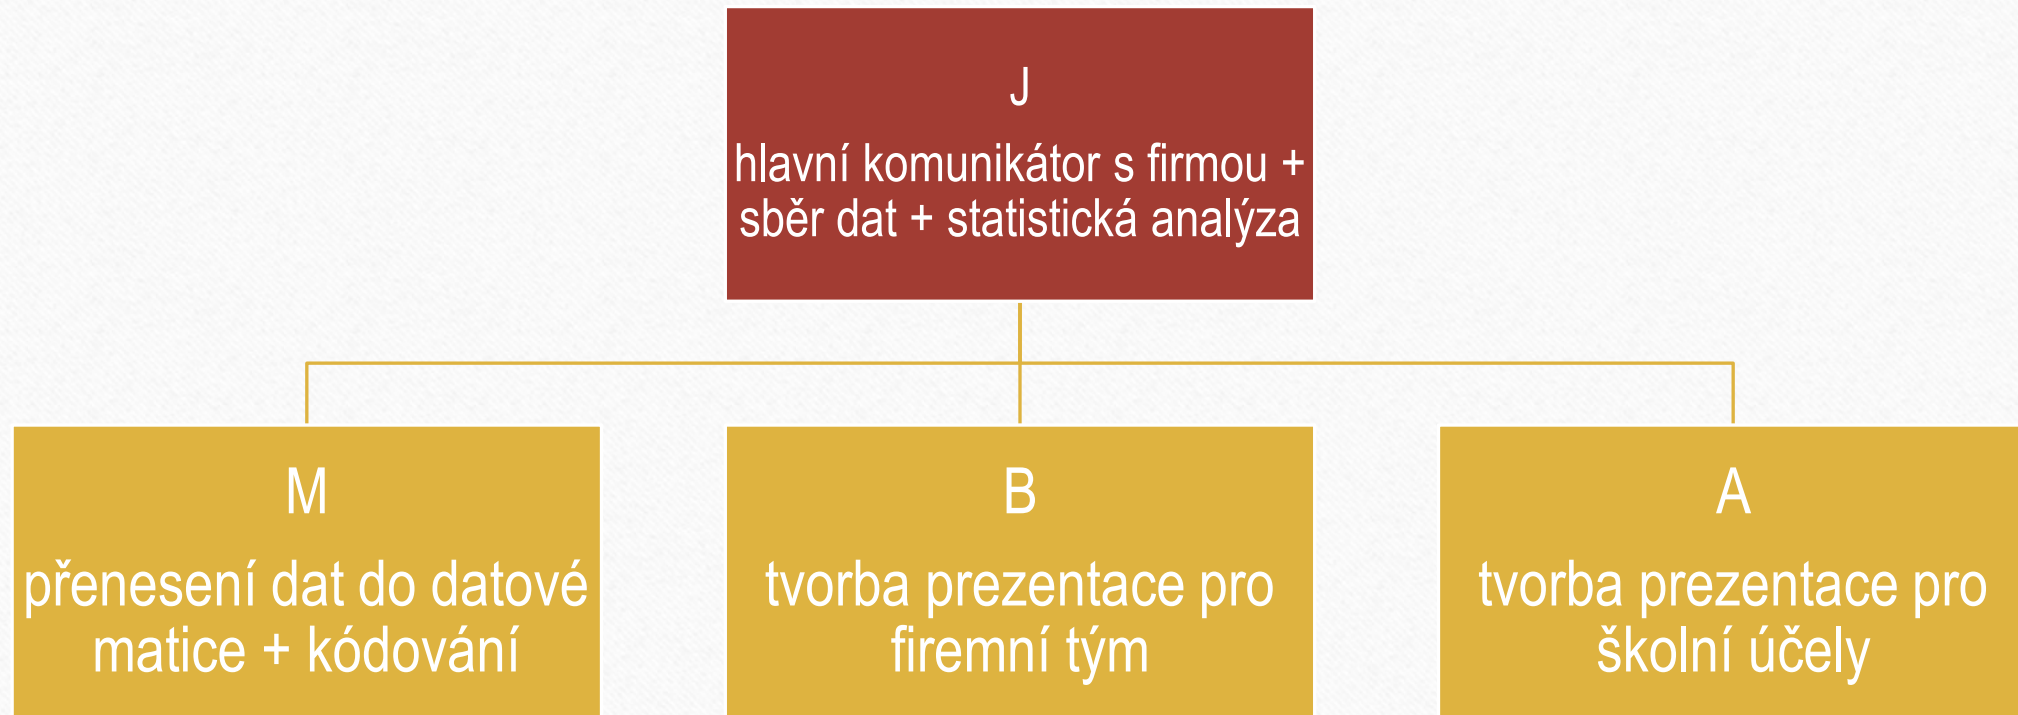 J
hlavní komunikátor s firmou +
sběr dat + statistická analýza
M
přenesení dat do datové
matice + kódování
B
tvorba prezentace pro
firemní tým
A
tvorba prezentace pro
školní účely